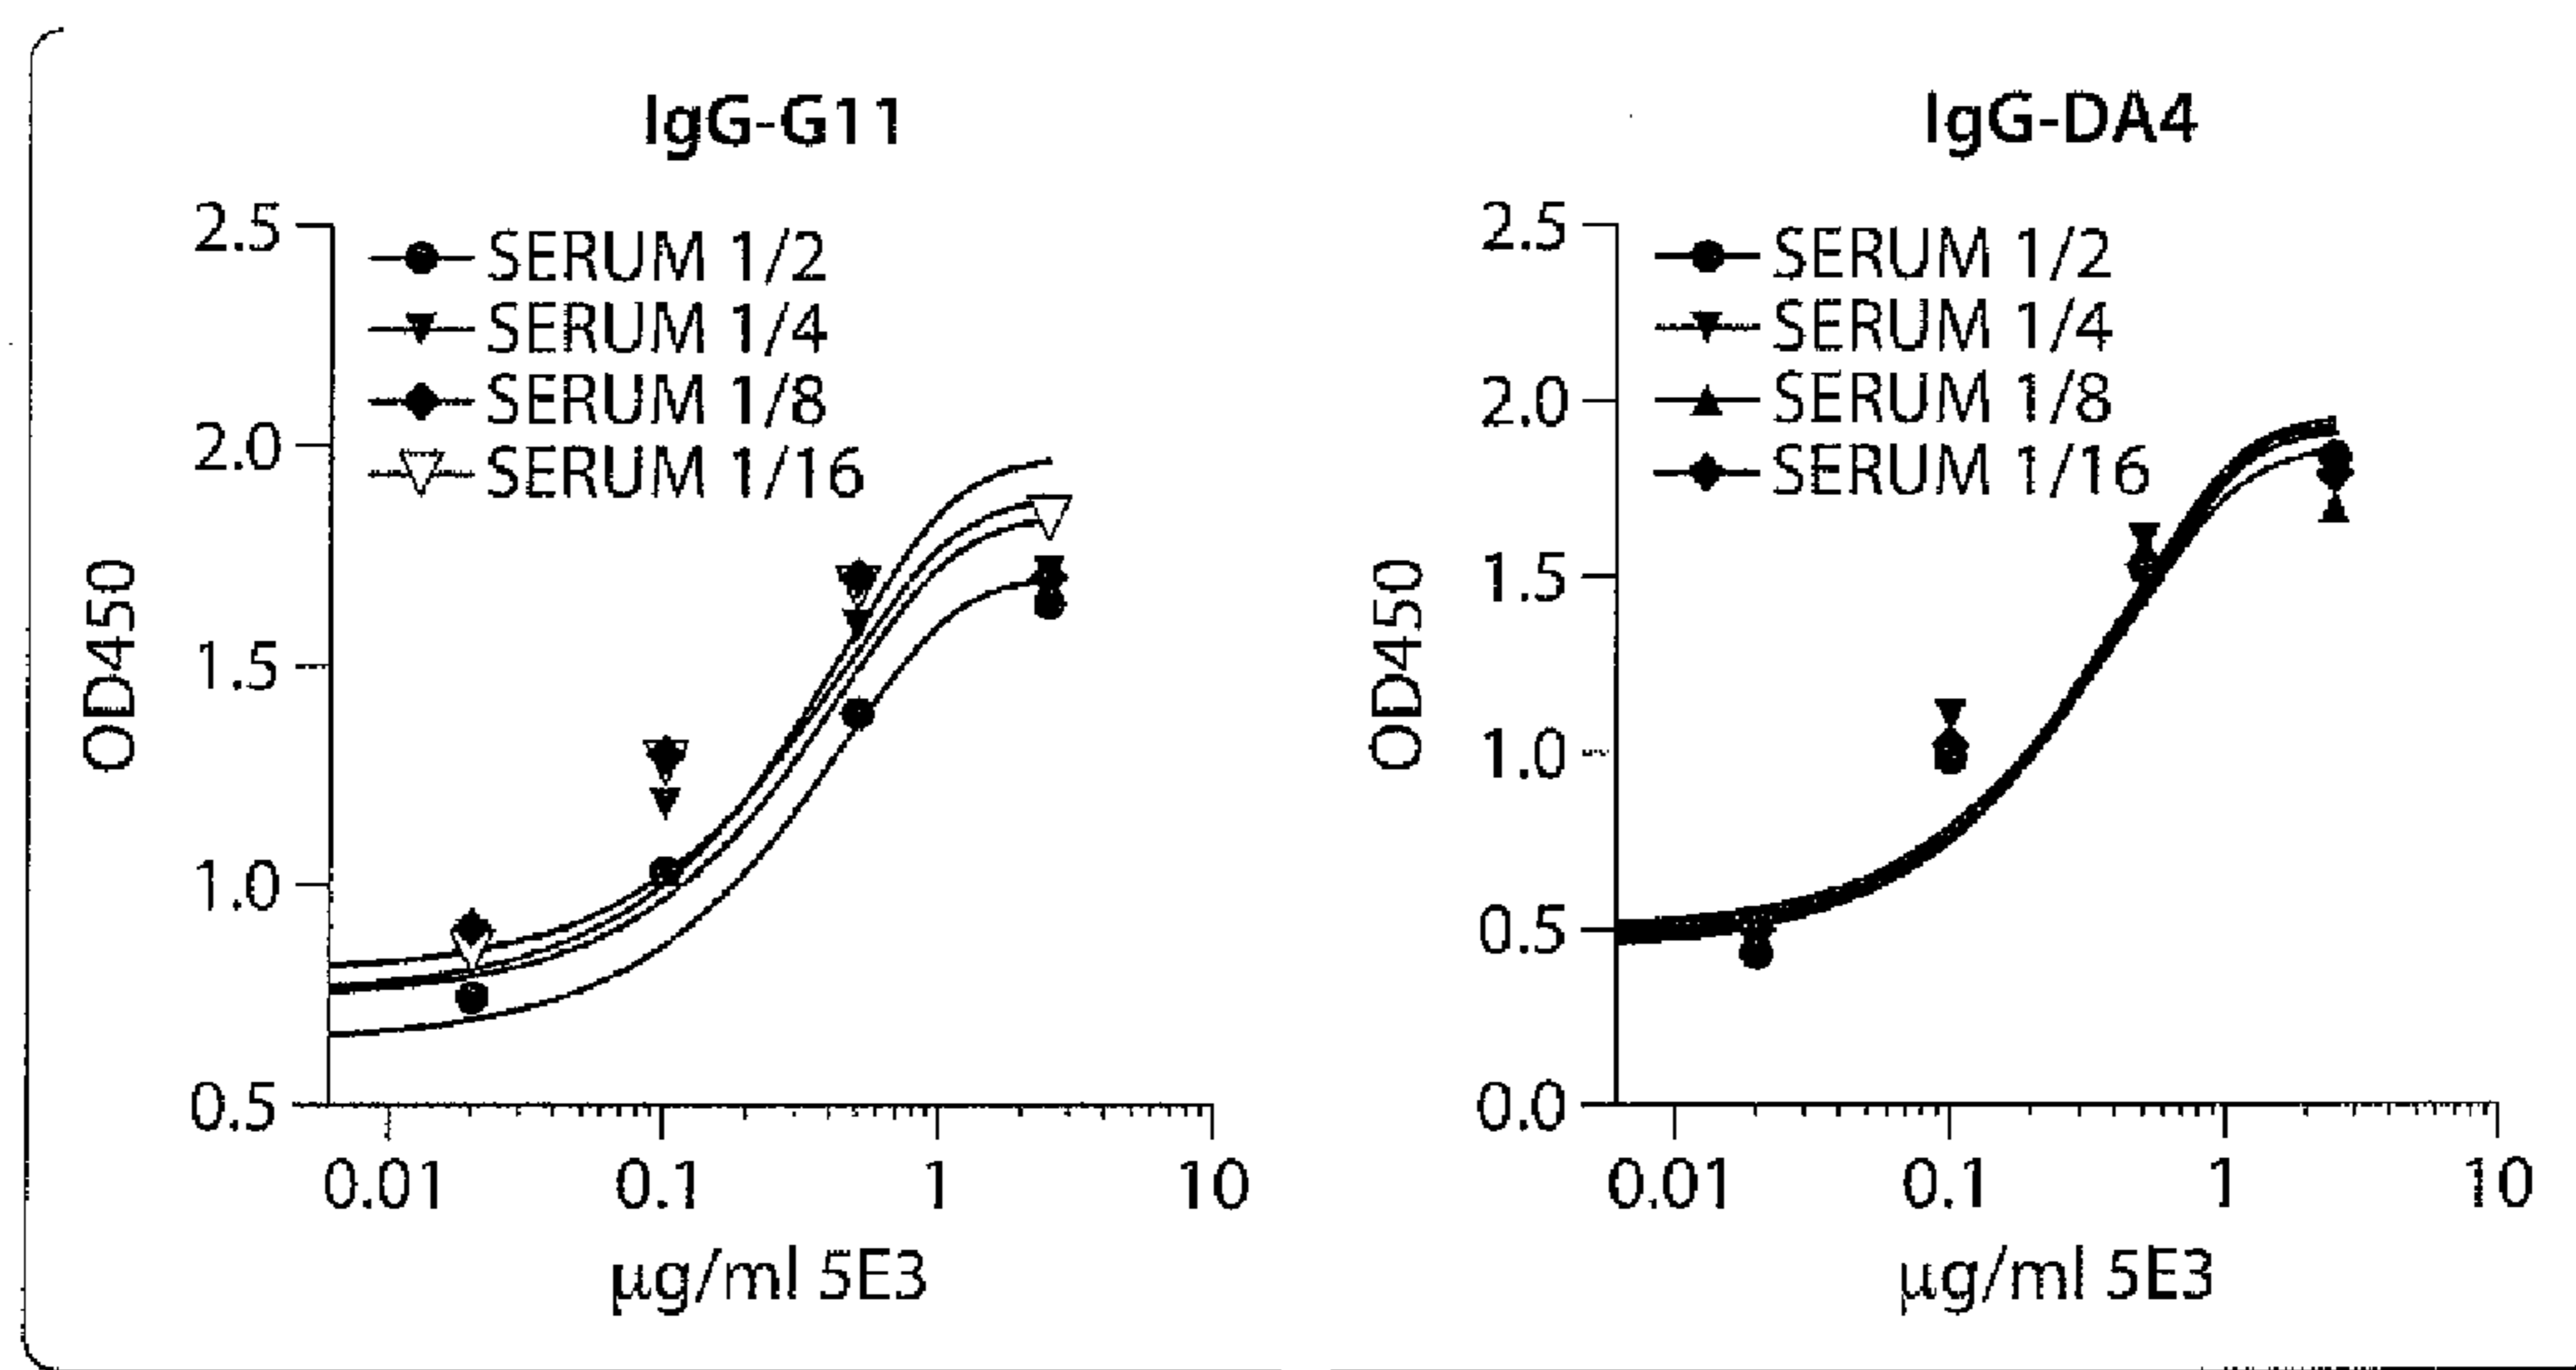 IgG-G11
2.5
2.0
1.5
1.0
0.5
OD450
SERUM 1/2
SERUM 1/4
SERUM 1/8
SERUM 1/16
0.01 0.1 1 10
µg/ml 5E3
IgG-DA4
2.5
2.0
1.5
1.0
0.5
0.0
OD450
SERUM 1/2
SERUM 1/4
SERUM 1/8
SERUM 1/16
0.01 0.1 1 10
µg/ml 5E3